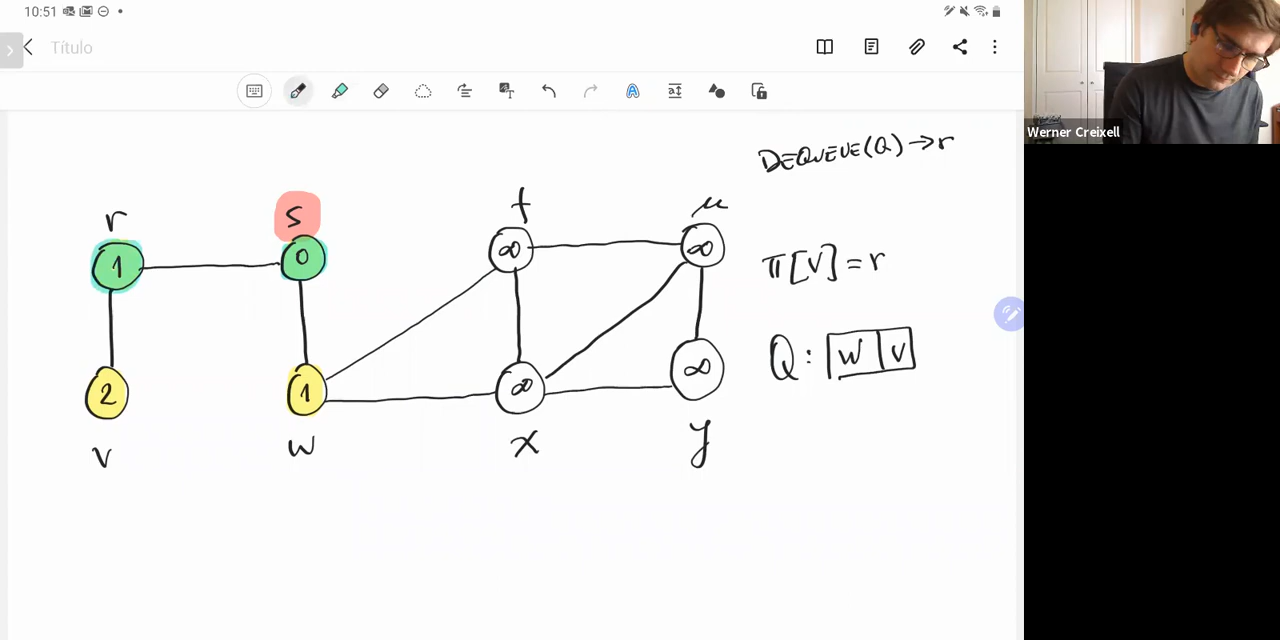 10:51
Título
Werner Creixell
DEQUEUE(Q) → r
r
s
t
u
1
0
∞
∞
π[v] = r
Q: w v
2
1
∞
∞
v
w
x
y